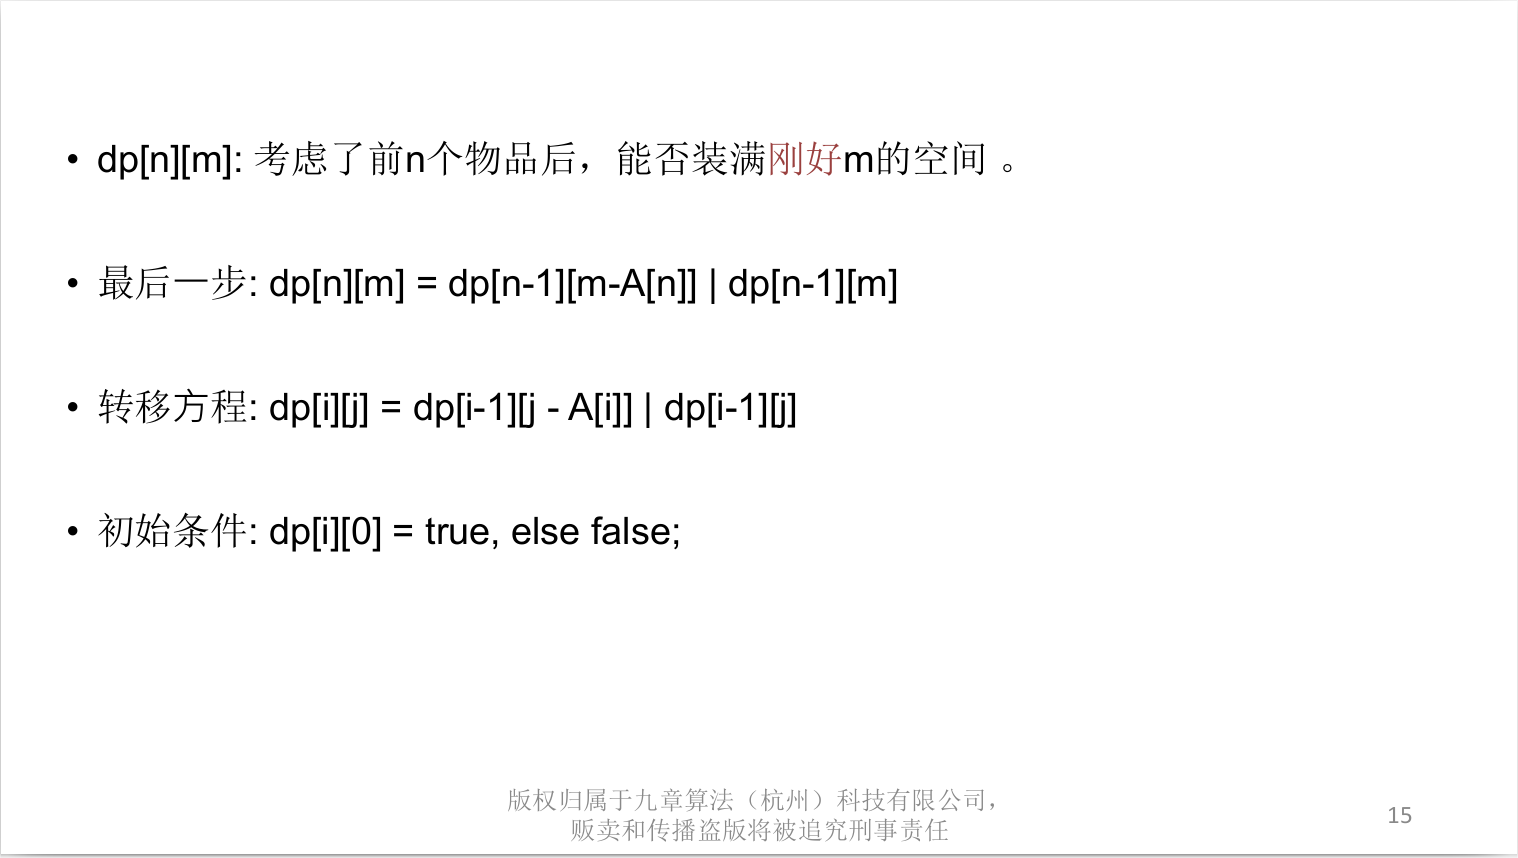 • dp[n][m]: 考虑了前n个物品后，能否装满刚好m的空间 。
• 最后一步: dp[n][m] = dp[n-1][m-A[n]] | dp[n-1][m]
• 转移方程: dp[i][j] = dp[i-1][j - A[i]] | dp[i-1][j]
• 初始条件: dp[i][0] = true, else false;
版权归属于九章算法（杭州）科技有限公司，
贩卖和传播盗版将被追究刑事责任
15